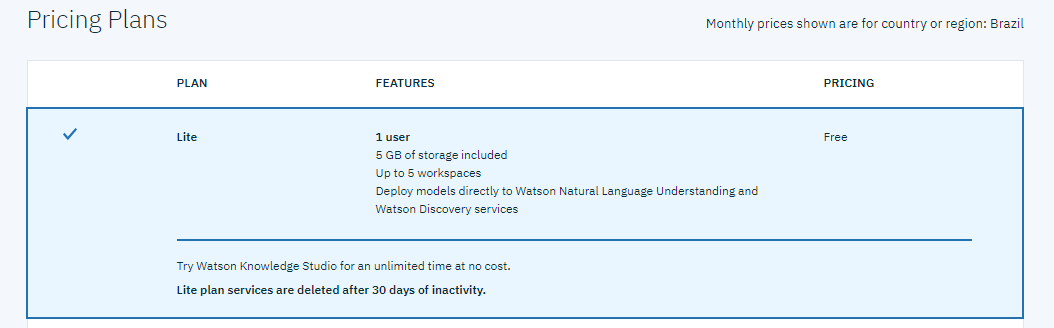 Pricing Plans
Monthly prices shown are for country or region: Brazil
PLAN FEATURES PRICING
Lite 1 user Free
5 GB of storage included
Up to 5 workspaces
Deploy models directly to Watson Natural Language Understanding and
Watson Discovery services
Try Watson Knowledge Studio for an unlimited time at no cost.
Lite plan services are deleted after 30 days of inactivity.